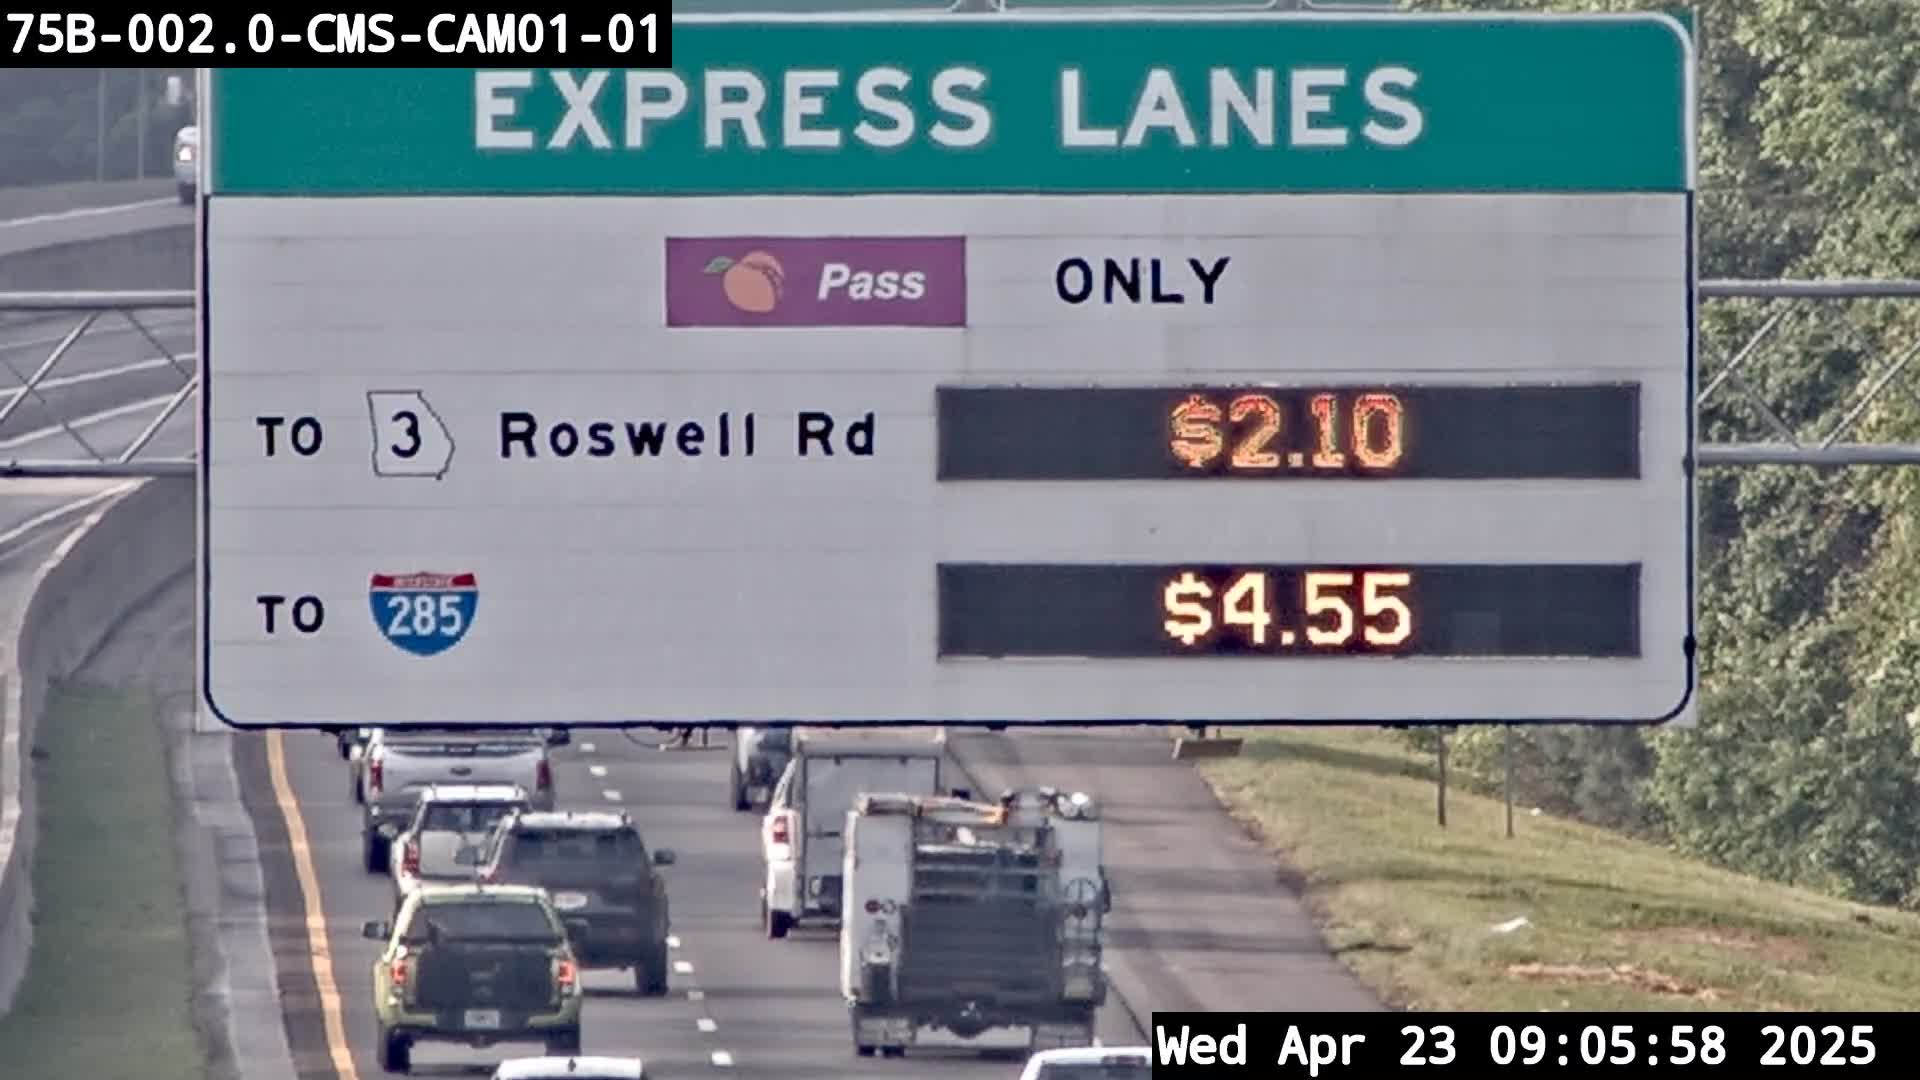 75B-002.0-CMS-CAM01-01
EXPRESS LANES
Pass ONLY
TO 3 Roswell Rd $2.10
TO INTERSTATE 285 $4.55
Wed Apr 23 09:05:58 2025